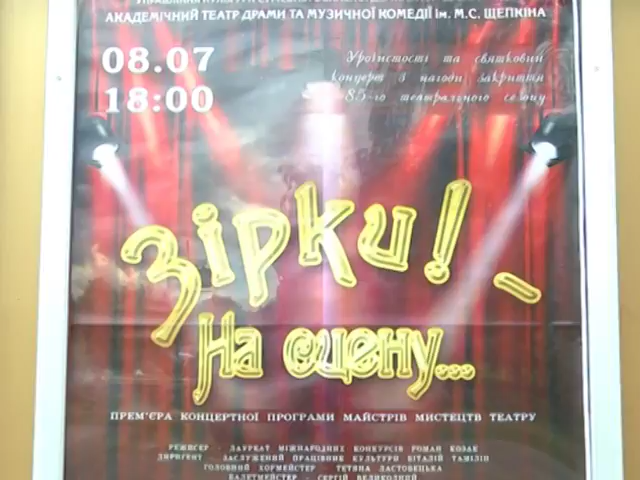 АКАДЕМІЧНИЙ ТЕАТР ДРАМИ ТА МУЗИЧНОЇ КОМЕДІЇ ім. М.С. ЩЕПКІНА
08.07
18:00
Урочистості та святковий
концерт з нагоди закриття
85-го театрального сезону
Зірки! -
На сцену...
ПРЕМ'ЄРА КОНЦЕРТНОЇ ПРОГРАМИ МАЙСТРІВ МИСТЕЦТВ ТЕАТРУ
РЕЖИСЕР - ЛАУРЕАТ МІЖНАРОДНИХ КОНКУРСІВ РОМАН КОЗАК
ДИРИГЕНТ - ЗАСЛУЖЕНИЙ ПРАЦІВНИК КУЛЬТУРИ ВІТАЛІЙ ТАМІЛІН
ГОЛОВНИЙ ХОРМЕЙСТЕР - ТЕТЯНА ЛАСТОВЕЦЬКА
БАЛЕТМЕЙСТЕР - СЕРГІЙ ВЕЛИКОДНИЙ